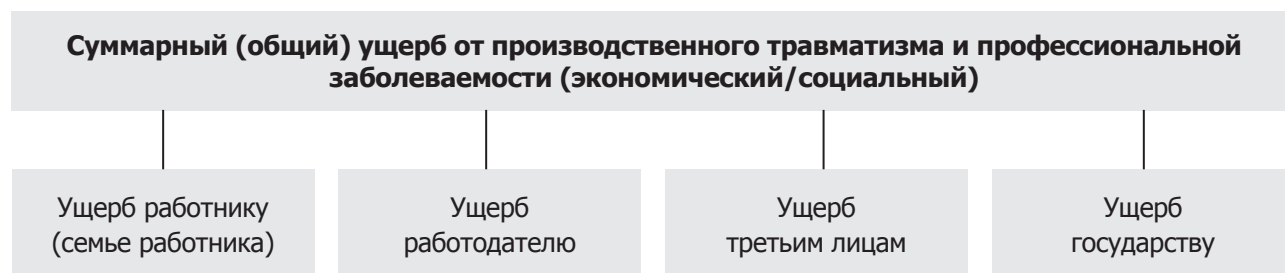 Суммарный (общий) ущерб от производственного травматизма и профессиональной
заболеваемости (экономический/социальный)
Ущерб работнику
(семье работника)
Ущерб
работодателю
Ущерб
третьим лицам
Ущерб
государству